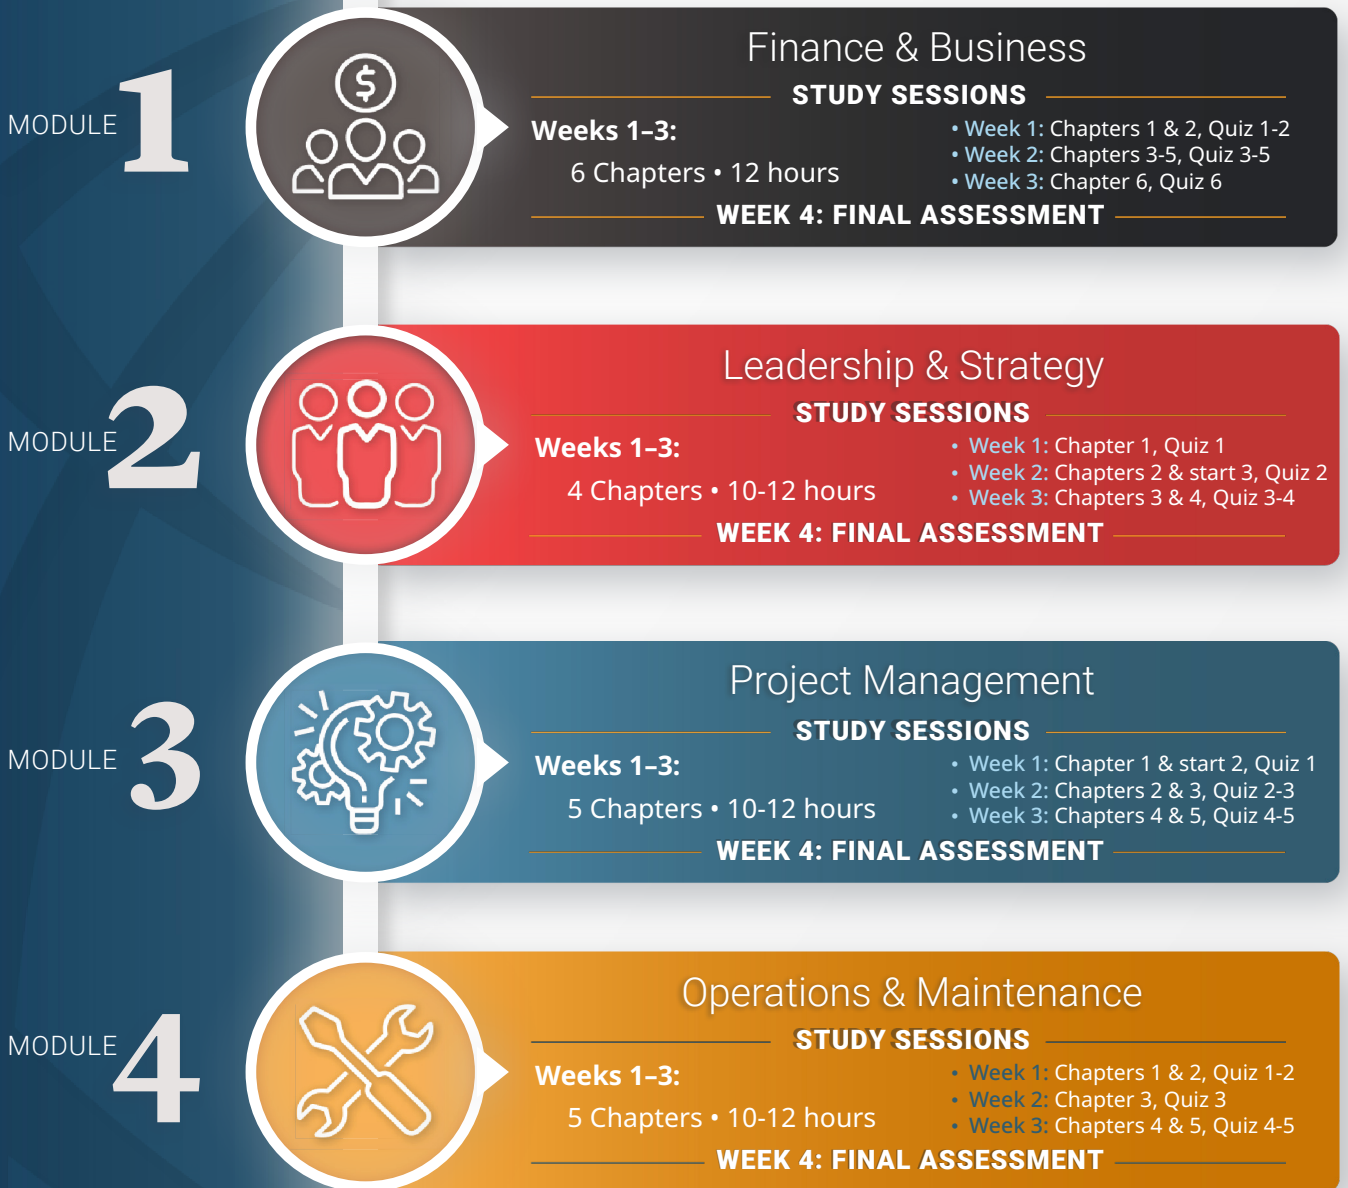 MODULE 1
Finance & Business
STUDY SESSIONS
Weeks 1–3:
6 Chapters • 12 hours
• Week 1: Chapters 1 & 2, Quiz 1-2
• Week 2: Chapters 3-5, Quiz 3-5
• Week 3: Chapter 6, Quiz 6
WEEK 4: FINAL ASSESSMENT
MODULE 2
Leadership & Strategy
STUDY SESSIONS
Weeks 1–3:
4 Chapters • 10-12 hours
• Week 1: Chapter 1, Quiz 1
• Week 2: Chapters 2 & start 3, Quiz 2
• Week 3: Chapters 3 & 4, Quiz 3-4
WEEK 4: FINAL ASSESSMENT
MODULE 3
Project Management
STUDY SESSIONS
Weeks 1–3:
5 Chapters • 10-12 hours
• Week 1: Chapter 1 & start 2, Quiz 1
• Week 2: Chapters 2 & 3, Quiz 2-3
• Week 3: Chapters 4 & 5, Quiz 4-5
WEEK 4: FINAL ASSESSMENT
MODULE 4
Operations & Maintenance
STUDY SESSIONS
Weeks 1–3:
5 Chapters • 10-12 hours
• Week 1: Chapters 1 & 2, Quiz 1-2
• Week 2: Chapter 3, Quiz 3
• Week 3: Chapters 4 & 5, Quiz 4-5
WEEK 4: FINAL ASSESSMENT